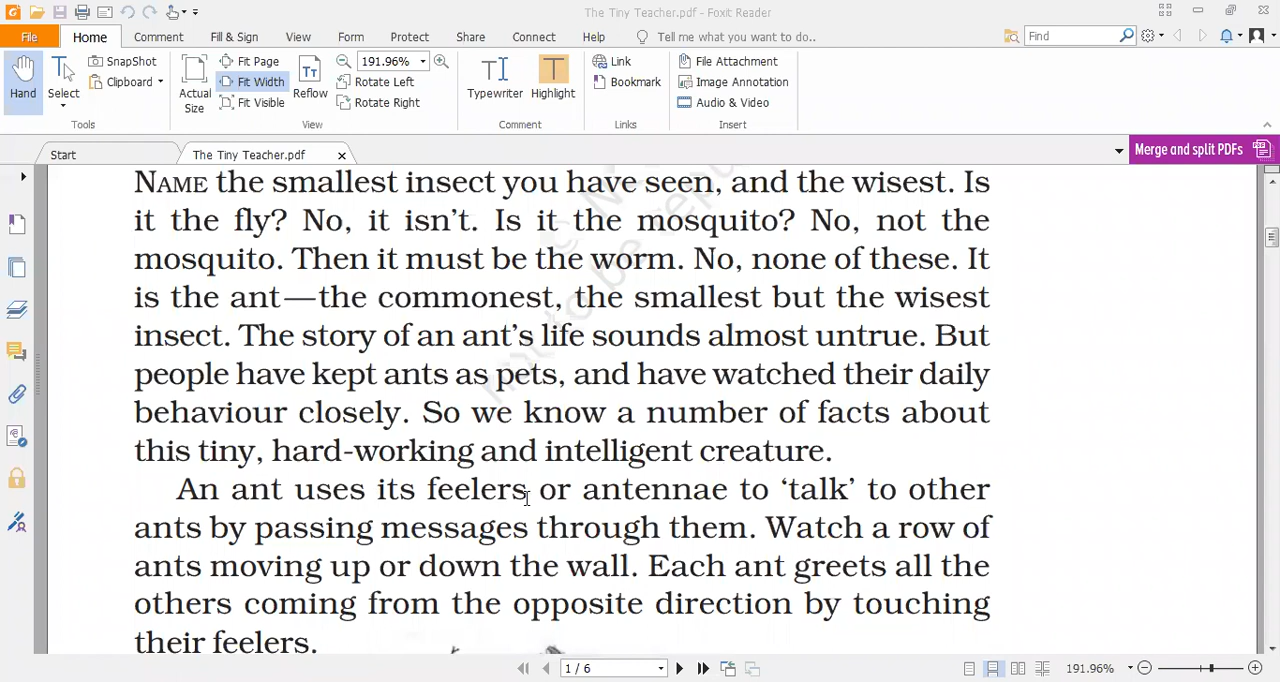 The Tiny Teacher.pdf - Foxit Reader
File Home Comment Fill & Sign View Form Protect Share Connect Help Tell me what you want to do.. Find
Hand
Select
SnapShot
Clipboard
Tools
Actual Size
Fit Page
Fit Width
Fit Visible
Reflow
191.96%
Rotate Left
Rotate Right
View
Typewriter
Highlight
Comment
Link
Bookmark
Links
File Attachment
Image Annotation
Audio & Video
Insert
Start
The Tiny Teacher.pdf
Merge and split PDFs
NAME the smallest insect you have seen, and the wisest. Is
it the fly? No, it isn't. Is it the mosquito? No, not the
mosquito. Then it must be the worm. No, none of these. It
is the ant—the commonest, the smallest but the wisest
insect. The story of an ant's life sounds almost untrue. But
people have kept ants as pets, and have watched their daily
behaviour closely. So we know a number of facts about
this tiny, hard-working and intelligent creature.
An ant uses its feelers or antennae to ‘talk’ to other
ants by passing messages through them. Watch a row of
ants moving up or down the wall. Each ant greets all the
others coming from the opposite direction by touching
their feelers.
1 / 6
191.96%